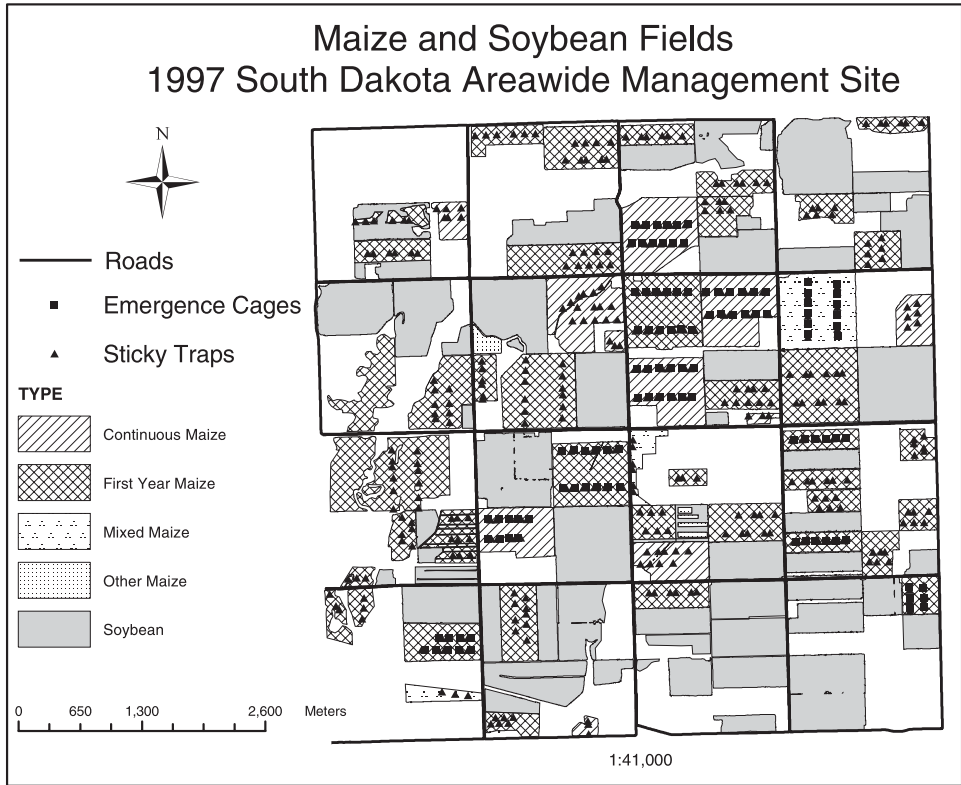 Maize and Soybean Fields
1997 South Dakota Areawide Management Site
N
Roads
Emergence Cages
Sticky Traps
TYPE
Continuous Maize
First Year Maize
Mixed Maize
Other Maize
Soybean
0 650 1,300 2,600 Meters
1:41,000